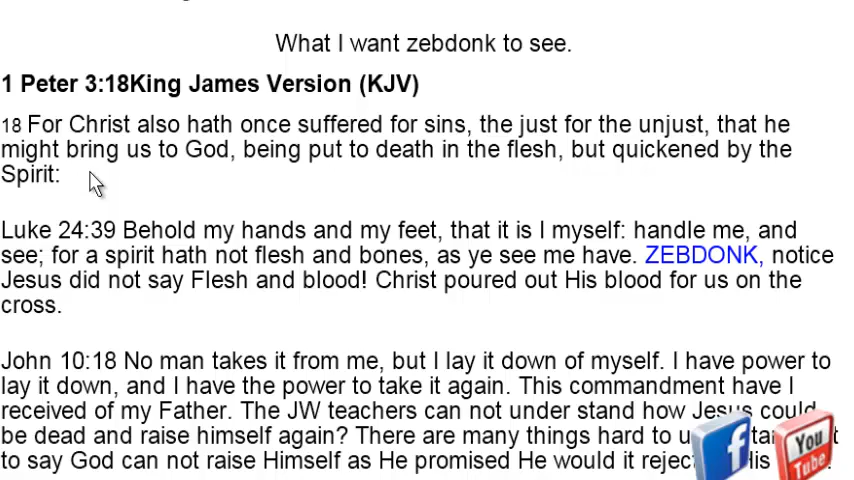 What I want zebdonk to see.
1 Peter 3:18King James Version (KJV)
18 For Christ also hath once suffered for sins, the just for the unjust, that he
might bring us to God, being put to death in the flesh, but quickened by the
Spirit:
Luke 24:39 Behold my hands and my feet, that it is I myself: handle me, and
see; for a spirit hath not flesh and bones, as ye see me have. ZEBDONK, notice
Jesus did not say Flesh and blood! Christ poured out His blood for us on the
cross.
John 10:18 No man takes it from me, but I lay it down of myself. I have power to
lay it down, and I have the power to take it again. This commandment have I
received of my Father. The JW teachers can not under stand how Jesus could
be dead and raise himself again? There are many things hard to
to say God can not raise Himself as He promised He would it
f
You
Tube